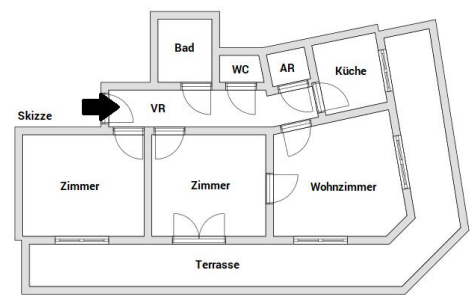 Bad
WC
AR
Küche
VR
Skizze
Zimmer
Zimmer
Wohnzimmer
Terrasse